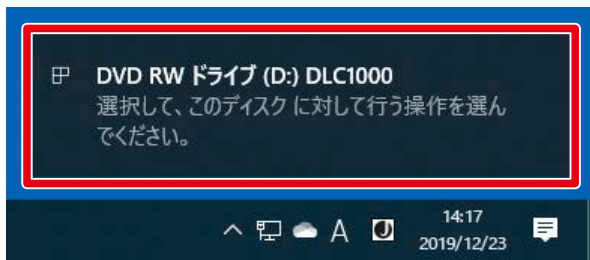 DVD RW ドライブ (D:) DLC1000
選択して、このディスク に対して行う操作を選ん
でください。
A
14:17
2019/12/23